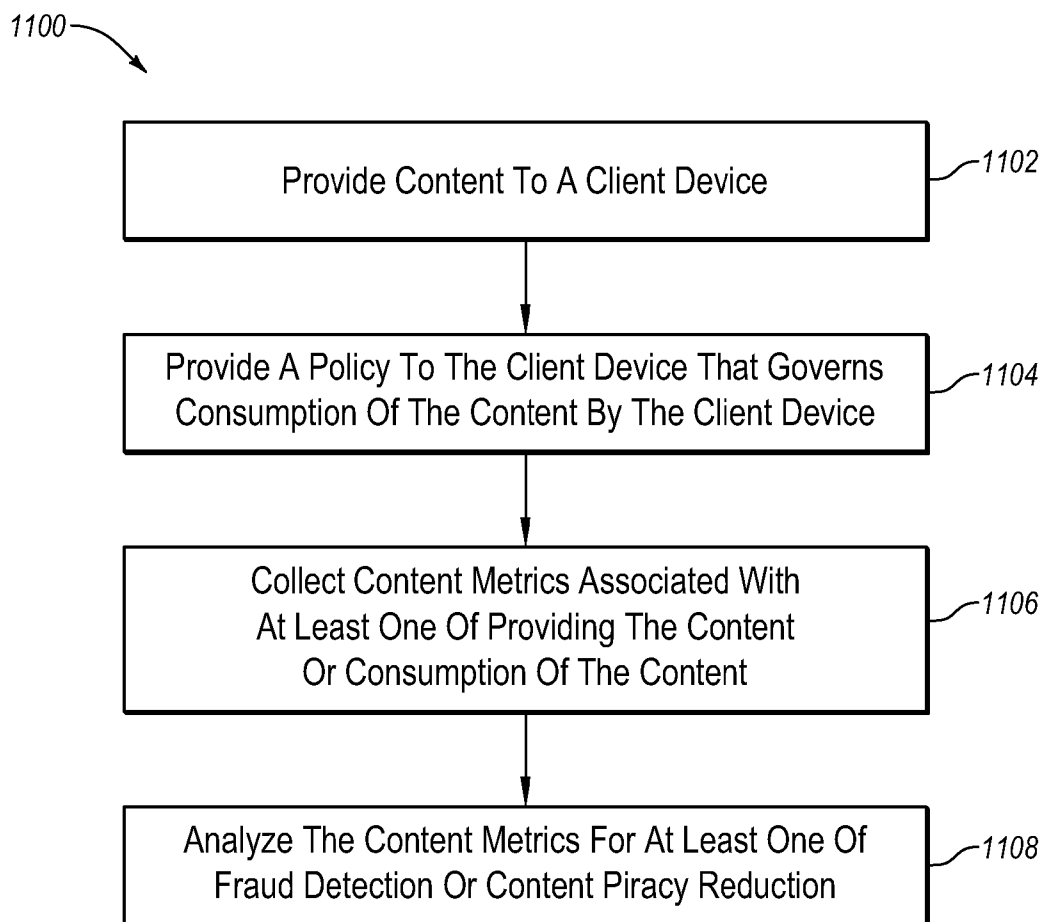 1100
Provide Content To A Client Device
1102
Provide A Policy To The Client Device That Governs
Consumption Of The Content By The Client Device
1104
Collect Content Metrics Associated With
At Least One Of Providing The Content
Or Consumption Of The Content
1106
Analyze The Content Metrics For At Least One Of
Fraud Detection Or Content Piracy Reduction
1108